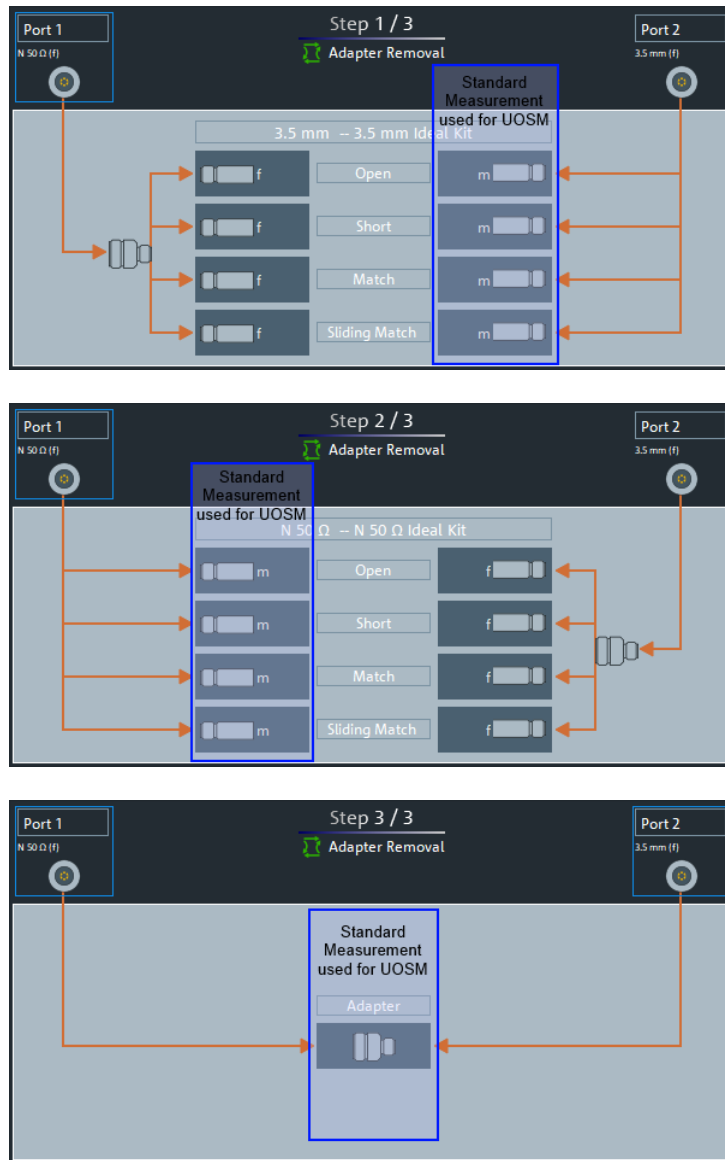 Port 1
Step 1 / 3
Port 2
N 50 Ω (f)
Adapter Removal
3.5 mm (f)
Standard
Measurement
used for UOSM
3.5 mm -- 3.5 mm Ideal Kit
f Open m
f Short m
f Match m
f Sliding Match m
Port 1
Step 2 / 3
Port 2
N 50 Ω (f)
Adapter Removal
3.5 mm (f)
Standard
Measurement
used for UOSM
N 50 Ω -- N 50 Ω Ideal Kit
m Open f
m Short f
m Match f
m Sliding Match f
Port 1
Step 3 / 3
Port 2
N 50 Ω (f)
Adapter Removal
3.5 mm (f)
Standard
Measurement
used for UOSM
Adapter